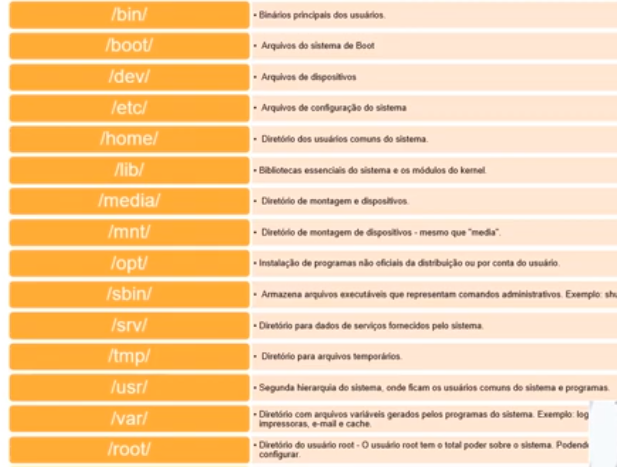 /bin/ • Binários principais dos usuários.
/boot/ • Arquivos do sistema de Boot
/dev/ • Arquivos de dispositivos
/etc/ • Arquivos de configuração do sistema
/home/ • Diretório dos usuários comuns do sistema.
/lib/ • Bibliotecas essenciais do sistema e os módulos do kernel.
/media/ • Diretório de montagem e dispositivos.
/mnt/ • Diretório de montagem de dispositivos - mesmo que "media".
/opt/ • Instalação de programas não oficiais da distribuição ou por conta do usuário.
/sbin/ • Armazena arquivos executáveis que representam comandos administrativos. Exemplo: shu
/srv/ • Diretório para dados de serviços fornecidos pelo sistema.
/tmp/ • Diretório para arquivos temporários.
/usr/ • Segunda hierarquia do sistema, onde ficam os usuários comuns do sistema e programas.
/var/ • Diretório com arquivos variáveis gerados pelos programas do sistema. Exemplo: log
impressoras, e-mail e cache.
/root/ • Diretório do usuário root - O usuário root tem o total poder sobre o sistema. Podend
configurar.